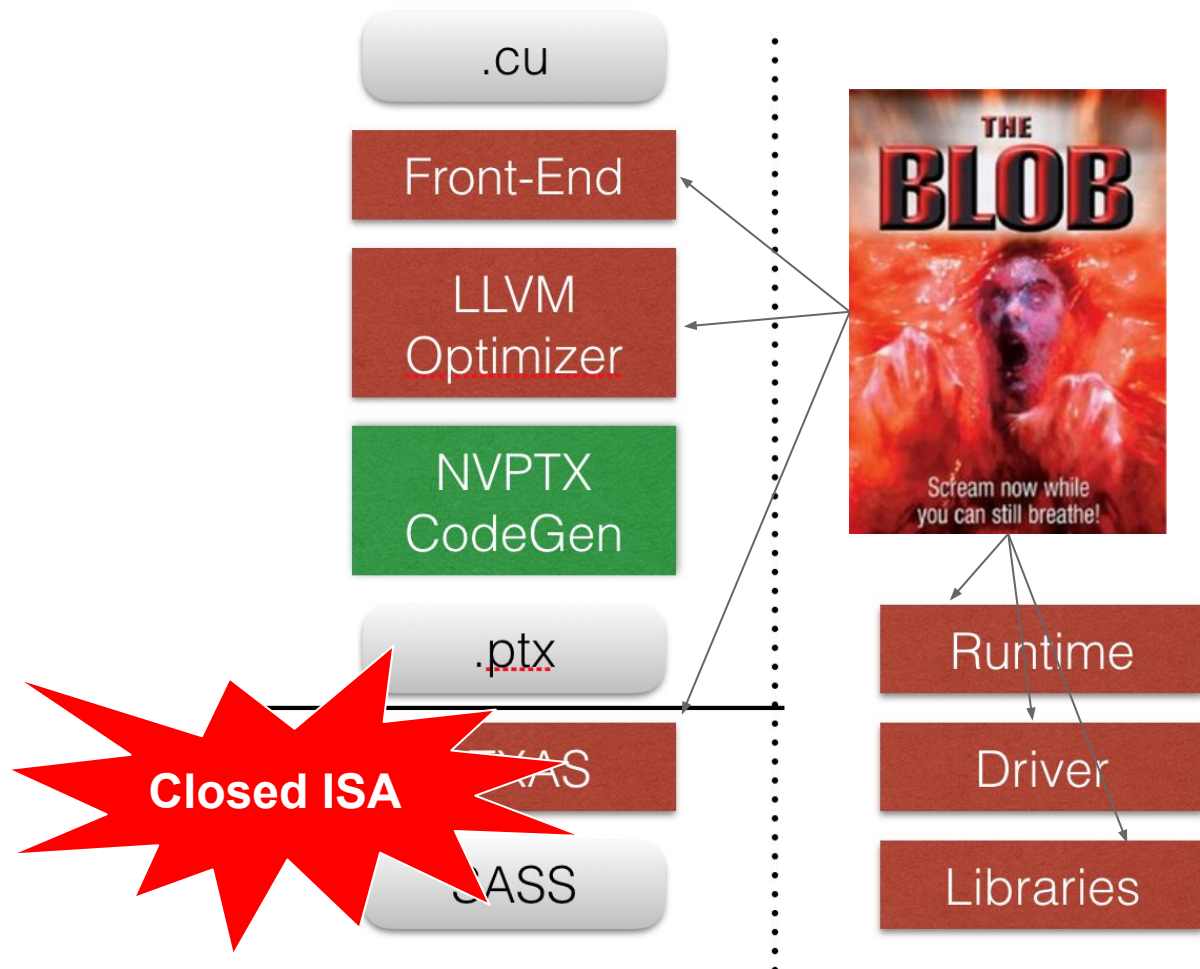 .cu
Front-End
LLVM
Optimizer
NVPTX
CodeGen
.ptx
Closed ISA
SASS
THE
BLOB
Scream now while
you can still breathe!
Runtime
Driver
Libraries